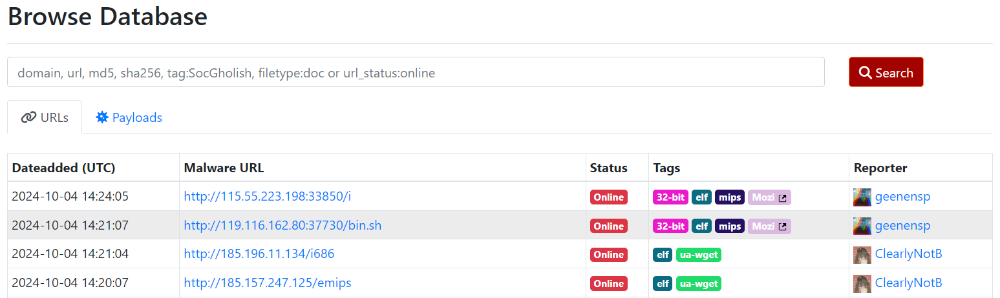 Browse Database
domain, url, md5, sha256, tag:SocGholish, filetype:doc or url_status:online
Search
URLs Payloads
Dateadded (UTC) Malware URL Status Tags Reporter
2024-10-04 14:24:05 http://115.55.223.198:33850/i Online 32-bit elf mips Mozi geenensp
2024-10-04 14:21:07 http://119.116.162.80:37730/bin.sh Online 32-bit elf mips Mozi geenensp
2024-10-04 14:21:04 http://185.196.11.134/i686 Online elf ua-wget ClearlyNotB
2024-10-04 14:20:07 http://185.157.247.125/emips Online elf ua-wget ClearlyNotB